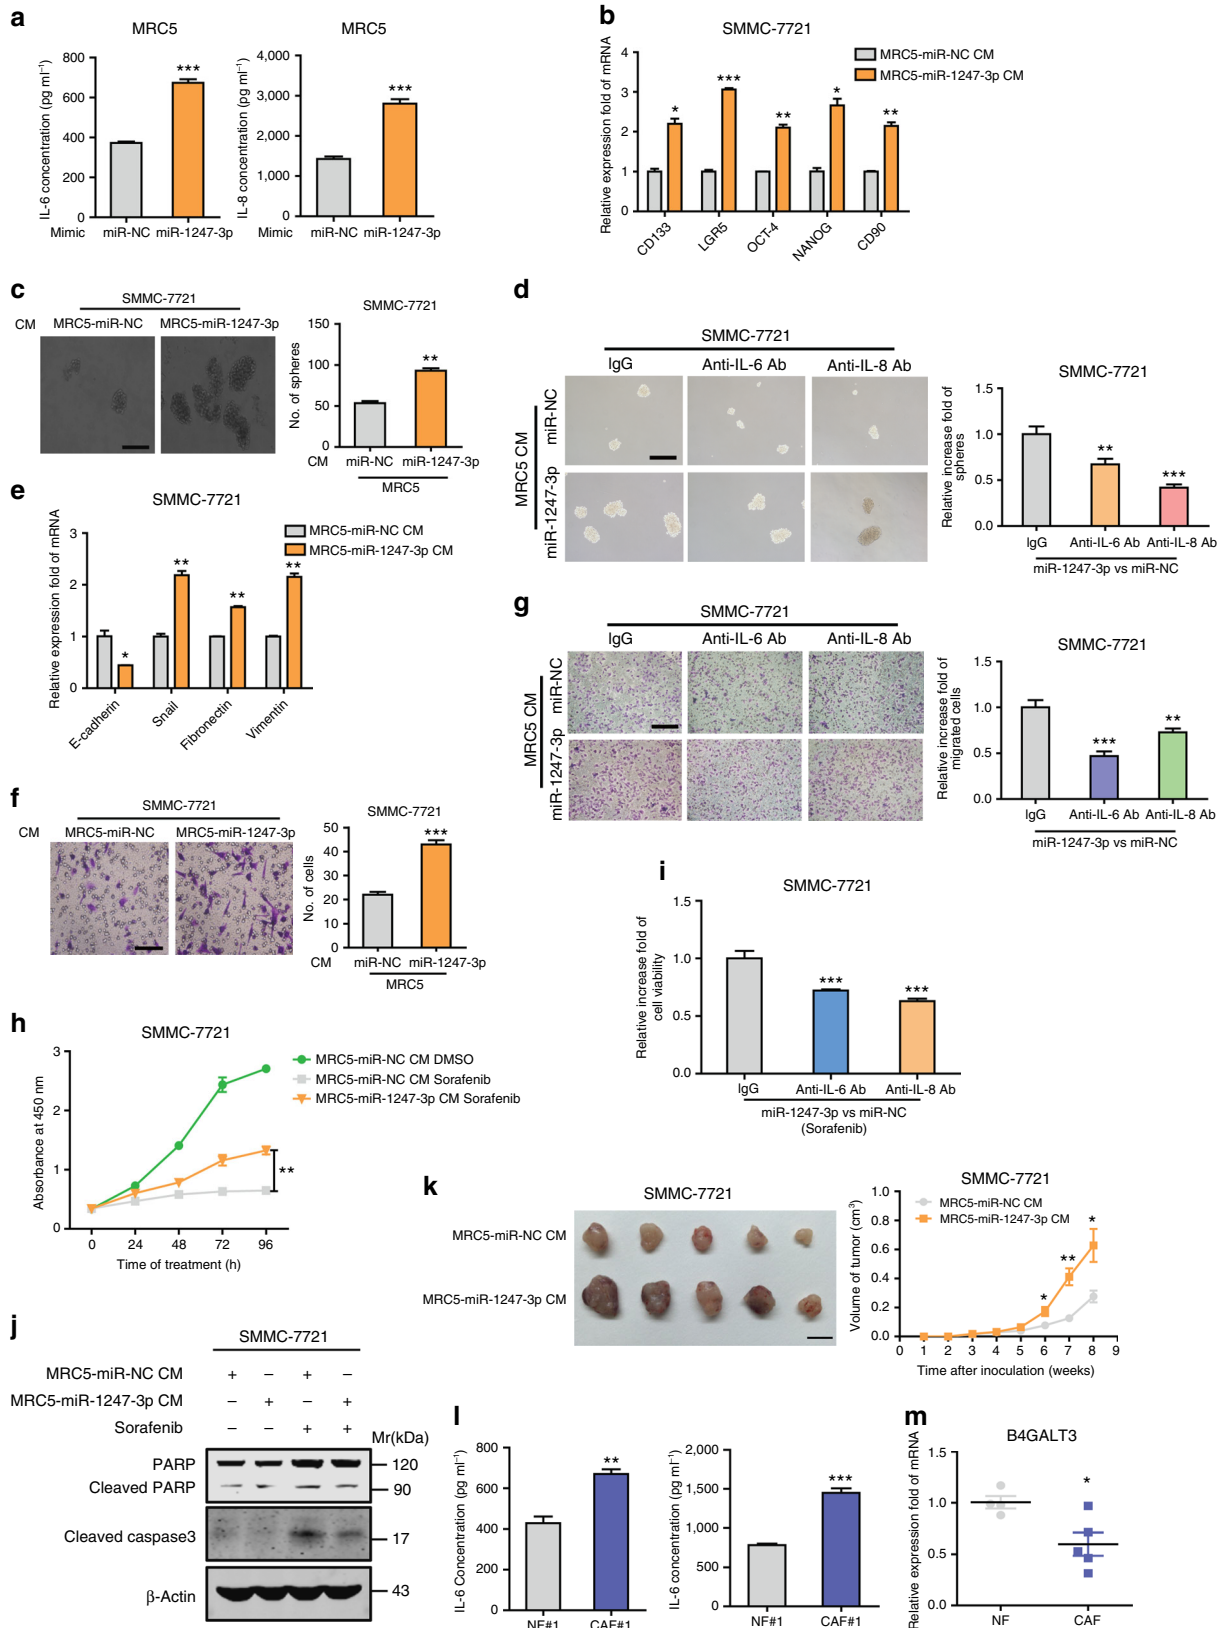 a
MRC5
IL-6 concentration (pg ml⁻¹)
800
600
400
200
0
Mimic
miR-NC miR-1247-3p
***
MRC5
IL-8 concentration (pg ml⁻¹)
4,000
3,000
2,000
1,000
0
Mimic
miR-NC miR-1247-3p
***
b
SMMC-7721
MRC5-miR-NC CM
MRC5-miR-1247-3p CM
Relative expression fold of mRNA
4
3
2
1
0
* *** ** * **
CD133 LGR5 OCT-4 NANOG CD90
c
SMMC-7721
CM MRC5-miR-NC MRC5-miR-1247-3p
SMMC-7721
No. of spheres
150
100
50
0
**
CM miR-NC miR-1247-3p
MRC5
d
SMMC-7721
IgG Anti-IL-6 Ab Anti-IL-8 Ab
MRC5 CM
miR-NC
miR-1247-3p
SMMC-7721
Relative increase fold of spheres
1.5
1.0
0.5
0.0
** ***
IgG Anti-IL-6 Ab Anti-IL-8 Ab
miR-1247-3p vs miR-NC
e
SMMC-7721
MRC5-miR-NC CM
MRC5-miR-1247-3p CM
Relative expression fold of mRNA
3
2
1
0
* ** ** **
E-cadherin Snail Fibronectin Vimentin
g
SMMC-7721
IgG Anti-IL-6 Ab Anti-IL-8 Ab
MRC5 CM
miR-NC
miR-1247-3p
SMMC-7721
Relative increase fold of migrated cells
1.5
1.0
0.5
0.0
*** **
IgG Anti-IL-6 Ab Anti-IL-8 Ab
miR-1247-3p vs miR-NC
f
SMMC-7721
CM MRC5-miR-NC MRC5-miR-1247-3p
SMMC-7721
No. of cells
50
40
30
20
10
0
***
CM miR-NC miR-1247-3p
MRC5
i
SMMC-7721
Relative increase fold of cell viability
1.5
1.0
0.5
0.0
*** ***
IgG Anti-IL-6 Ab Anti-IL-8 Ab
miR-1247-3p vs miR-NC
(Sorafenib)
h
SMMC-7721
MRC5-miR-NC CM DMSO
MRC5-miR-NC CM Sorafenib
MRC5-miR-1247-3p CM Sorafenib
Absorbance at 450 nm
3
2
1
0
**
0 24 48 72 96
Time of treatment (h)
k
SMMC-7721
MRC5-miR-NC CM
MRC5-miR-1247-3p CM
SMMC-7721
MRC5-miR-NC CM
MRC5-miR-1247-3p CM
Volume of tumor (cm³)
1.0
0.8
0.6
0.4
0.2
0.0
* ** *
0 1 2 3 4 5 6 7 8 9
Time after inoculation (weeks)
j
SMMC-7721
MRC5-miR-NC CM + – + –
MRC5-miR-1247-3p CM – + – +
Sorafenib – – + +
Mr(kDa)
PARP 120
Cleaved PARP 90
Cleaved caspase3 17
β-Actin 43
l
IL-6 Concentration (pg ml⁻¹)
800
600
400
200
0
**
NF#1 CAF#1
IL-6 concentration (pg ml⁻¹)
2,000
1,500
1,000
500
0
***
NF#1 CAF#1
m
B4GALT3
Relative expression fold of mRNA
1.5
1.0
0.5
0.0
*
NF CAF